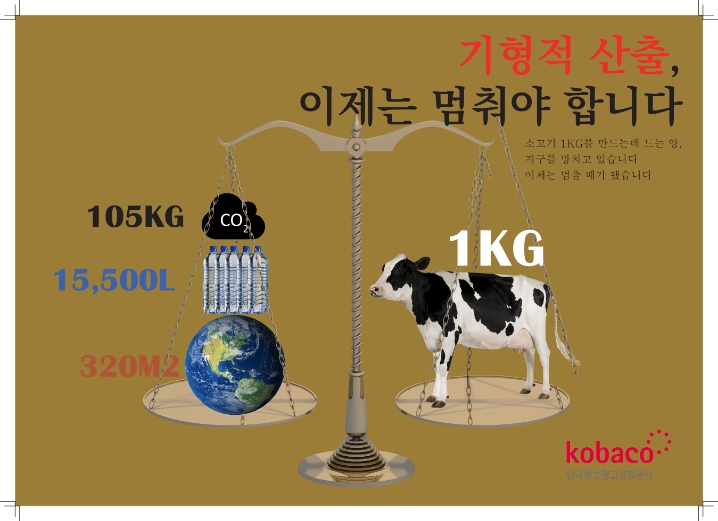 기형적 산출,
이제는 멈춰야 합니다
소고기 1KG를 만드는데 드는 양,
지구를 망치고 있습니다
이제는 멈출 때가 됐습니다
105KG
CO2
1KG
15,500L
320M2
kobaco
한국방송광고진흥공사